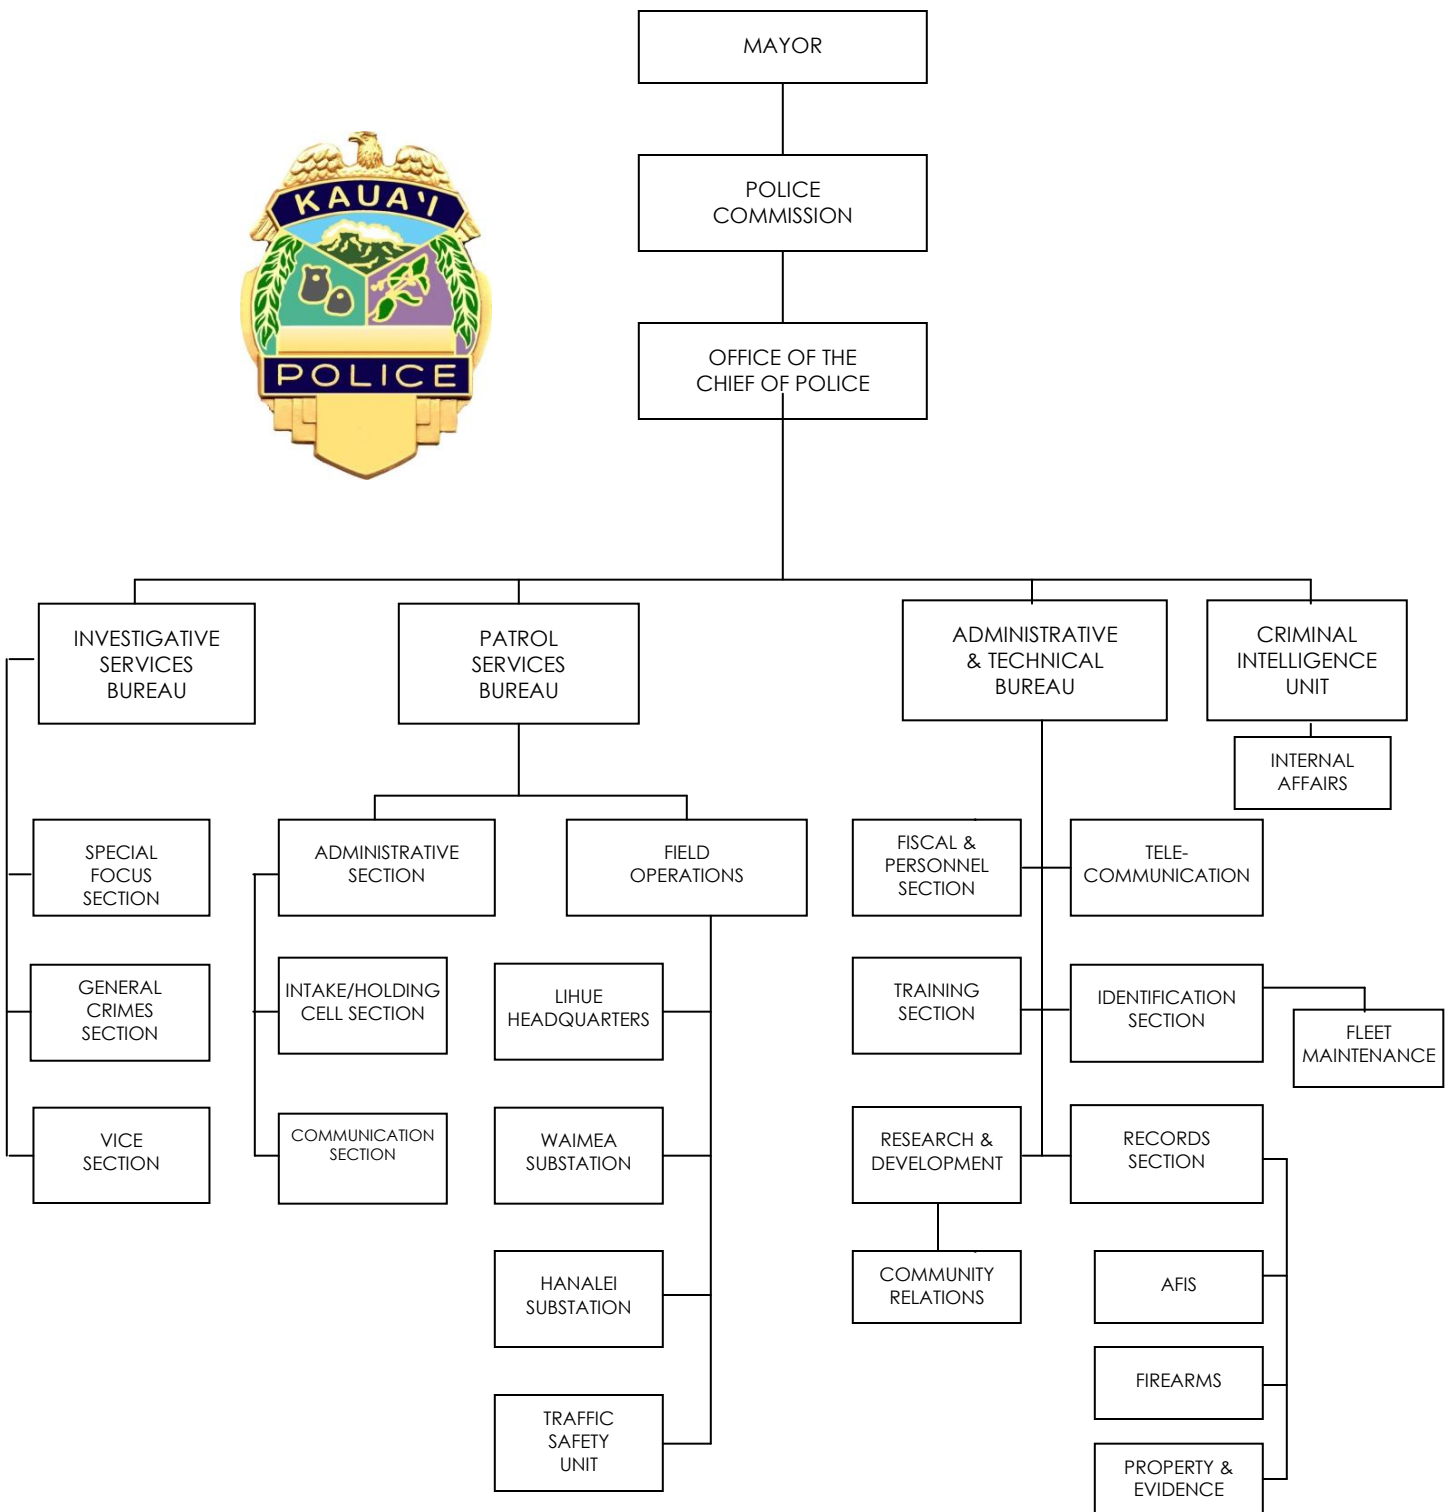 MAYOR
KAUA'I
POLICE
POLICE
COMMISSION
OFFICE OF THE
CHIEF OF POLICE
INVESTIGATIVE
SERVICES
BUREAU
PATROL
SERVICES
BUREAU
ADMINISTRATIVE
& TECHNICAL
BUREAU
CRIMINAL
INTELLIGENCE
UNIT
INTERNAL
AFFAIRS
SPECIAL
FOCUS
SECTION
ADMINISTRATIVE
SECTION
FIELD
OPERATIONS
FISCAL &
PERSONNEL
SECTION
TELE-
COMMUNICATION
GENERAL
CRIMES
SECTION
INTAKE/HOLDING
CELL SECTION
LIHUE
HEADQUARTERS
TRAINING
SECTION
IDENTIFICATION
SECTION
FLEET
MAINTENANCE
VICE
SECTION
COMMUNICATION
SECTION
WAIMEA
SUBSTATION
RESEARCH &
DEVELOPMENT
RECORDS
SECTION
HANALEI
SUBSTATION
COMMUNITY
RELATIONS
AFIS
FIREARMS
TRAFFIC
SAFETY
UNIT
PROPERTY &
EVIDENCE